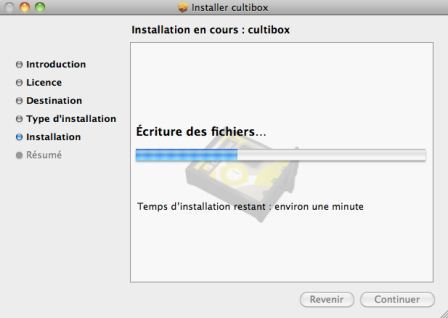 Installer cultibox
Installation en cours : cultibox
Introduction
Licence
Destination
Type d'installation
Installation
Résumé
Écriture des fichiers...
Temps d'installation restant : environ une minute
Revenir
Continuer